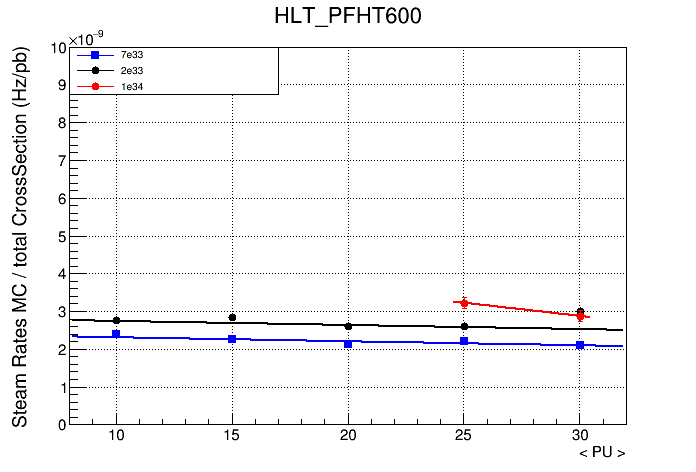 HLT_PFHT600
×10⁻⁹
Steam Rates MC / total CrossSection (Hz/pb)
10
9
8
7
6
5
4
3
2
1
0
7e33
2e33
1e34
10 15 20 25 30
< PU >